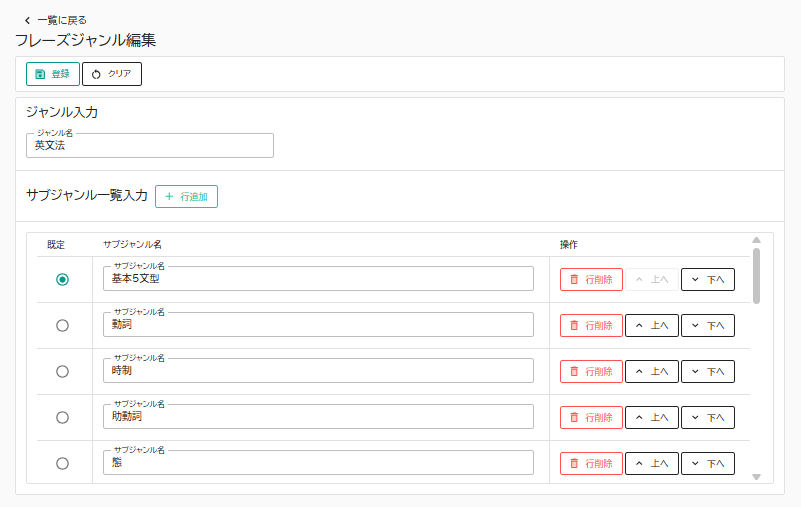 一覧に戻る
フレーズジャンル編集
登録 クリア
ジャンル入力
ジャンル名
英文法
サブジャンル一覧入力 行追加
既定 サブジャンル名 操作
サブジャンル名
基本5文型 行削除 上へ 下へ
サブジャンル名
動詞 行削除 上へ 下へ
サブジャンル名
時制 行削除 上へ 下へ
サブジャンル名
助動詞 行削除 上へ 下へ
サブジャンル名
態 行削除 上へ 下へ